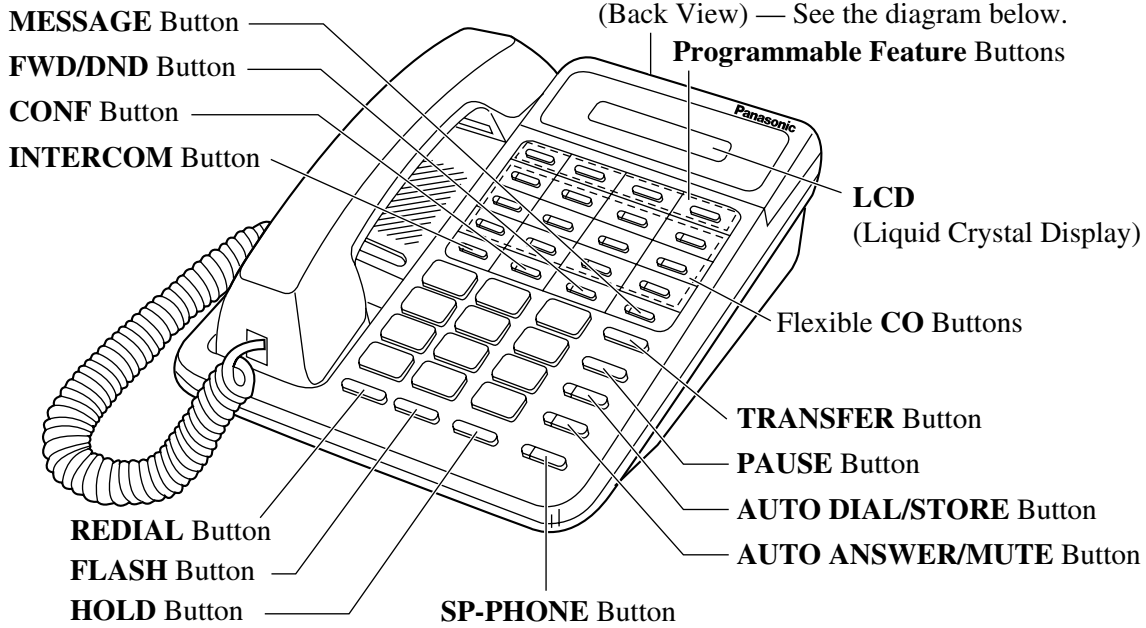 MESSAGE Button
FWD/DND Button
CONF Button
INTERCOM Button
(Back View) — See the diagram below.
Programmable Feature Buttons
Panasonic
LCD
(Liquid Crystal Display)
Flexible CO Buttons
TRANSFER Button
PAUSE Button
AUTO DIAL/STORE Button
AUTO ANSWER/MUTE Button
REDIAL Button
FLASH Button
HOLD Button
SP-PHONE Button